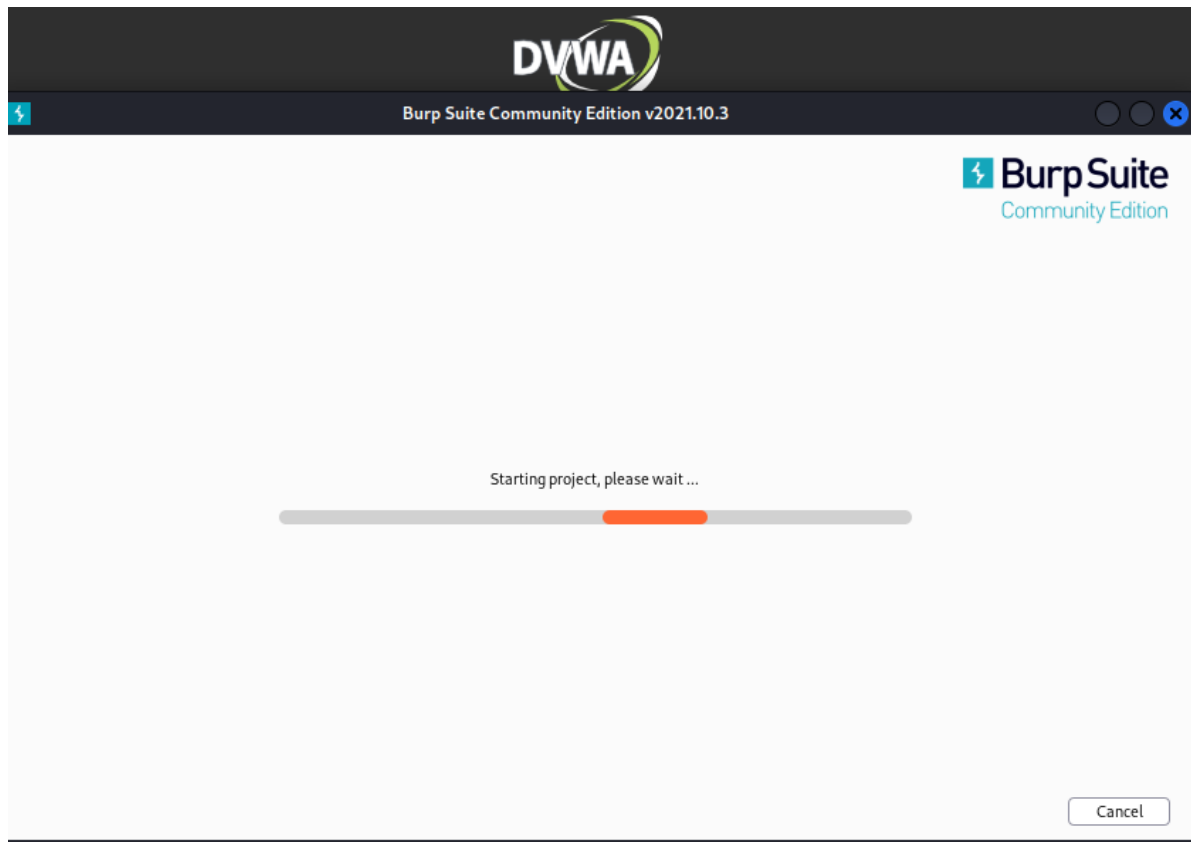 DVWA
Burp Suite Community Edition v2021.10.3
Burp Suite
Community Edition
Starting project, please wait ...
Cancel